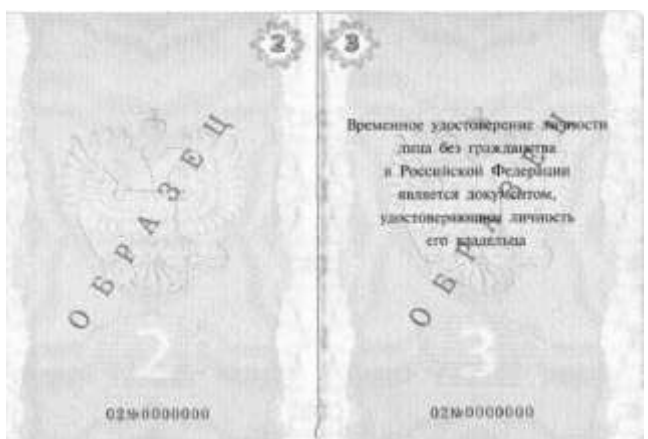 2
ОБРАЗЕЦ
2
02№0000000
3
Временное удостоверение личности
лица без гражданства
в Российской Федерации
является документом,
удостоверяющим личность
его владельца
ОБРАЗЕЦ
3
02№0000000